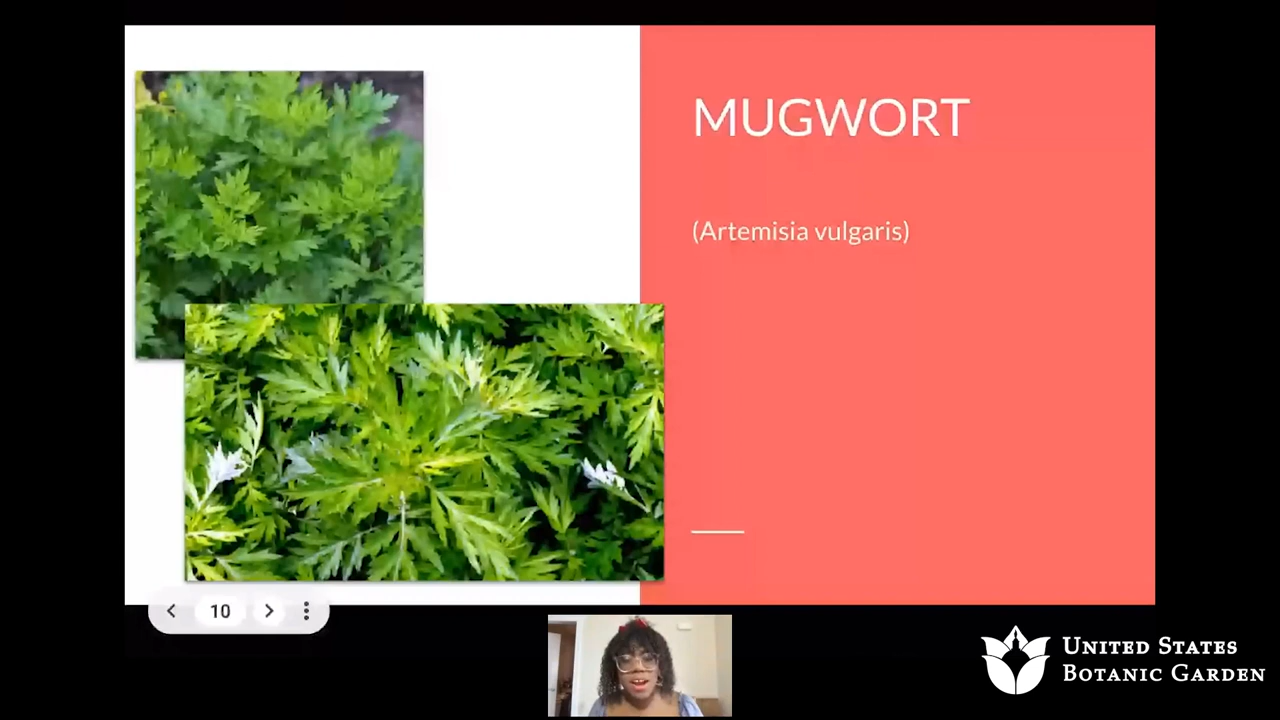 MUGWORT
(Artemisia vulgaris)
10
UNITED STATES
BOTANIC GARDEN